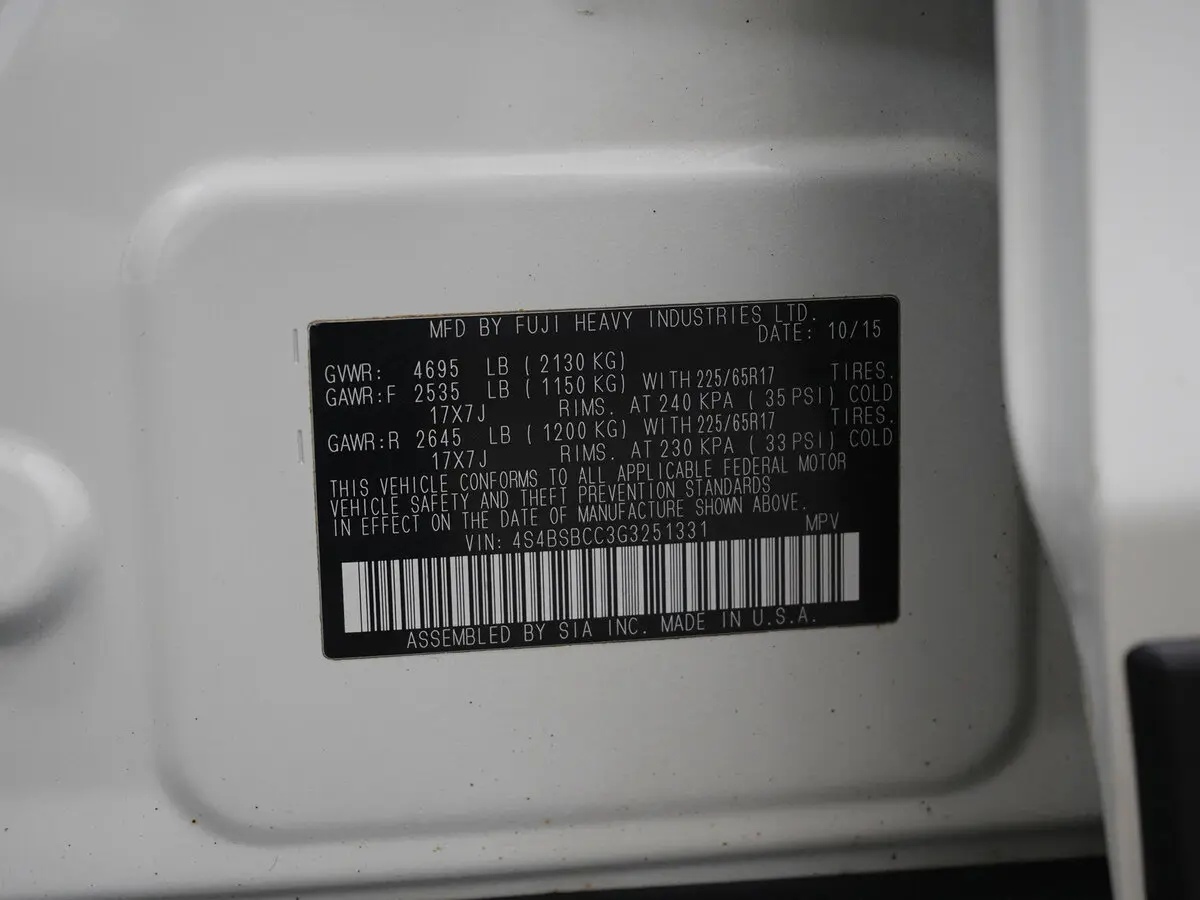 MFD BY FUJI HEAVY INDUSTRIES LTD.
DATE: 10/15
GVWR: 4695 LB ( 2130 KG)
GAWR:F 2535 LB ( 1150 KG) WITH 225/65R17 TIRES.
17X7J RIMS. AT 240 KPA ( 35 PSI) COLD
GAWR:R 2645 LB ( 1200 KG) WITH 225/65R17 TIRES.
17X7J RIMS. AT 230 KPA ( 33 PSI) COLD
THIS VEHICLE CONFORMS TO ALL APPLICABLE FEDERAL MOTOR
VEHICLE SAFETY AND THEFT PREVENTION STANDARDS
IN EFFECT ON THE DATE OF MANUFACTURE SHOWN ABOVE.
VIN: 4S4BSBCC3G3251331 MPV
ASSEMBLED BY SIA INC. MADE IN U.S.A.